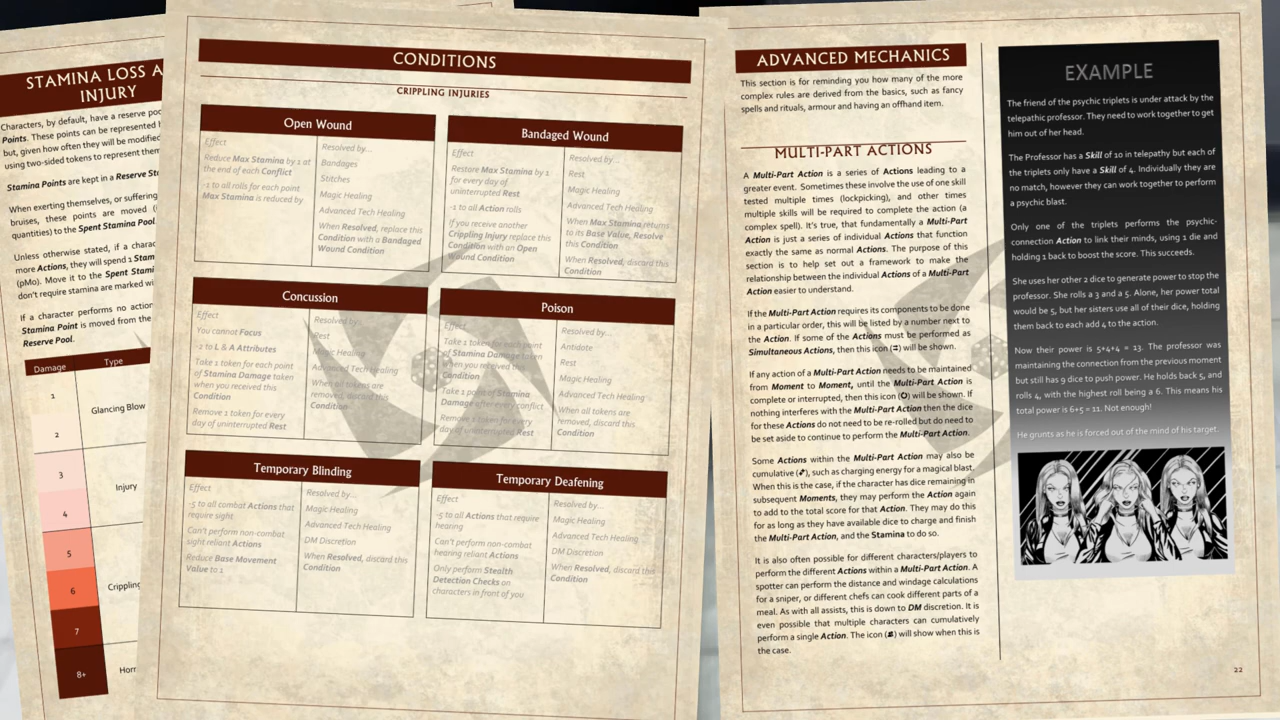 STAMINA LOSS A
INJURY
Characters, by default, have a reserve poo
Points. These points can be represented b
but, given how often they will be modified
using two-sided tokens to represent them
Stamina Points are kept in a Reserve Sta
When exerting themselves, or suffering
bruises, these points are moved (i
quantities) to the Spent Stamina Pool
Unless otherwise stated, if a charac
more Actions, they will spend 1 Stam
(pMo). Move it to the Spent Stami
don't require stamina are marked wi
If a character performs no action
Stamina Point is moved from the
Reserve Pool.
Damage
Type
1
Glancing Blow
2
3
Injury
4
5
Crippling
6
7
8+
Horr
CONDITIONS
CRIPPLING INJURIES
Open Wound
Effect
Reduce Max Stamina by 1 at
the end of each Conflict
-1 to all rolls for each point
Max Stamina is reduced by
Resolved by...
Bandages
Stitches
Magic Healing
Advanced Tech Healing
When Resolved, replace this
Condition with a Bandaged
Wound Condition
Bandaged Wound
Effect
Restore Max Stamina by 1
for every day of
uninterrupted Rest
-1 to all Action rolls
If you receive another
Crippling Injury replace this
Condition with an Open
Wound Condition
Resolved by...
Rest
Magic Healing
Advanced Tech Healing
When Max Stamina returns
to its Base Value, Resolve
this Condition
When Resolved, discard this
Condition
Concussion
Effect
You cannot Focus
-2 to L & A Attributes
Take 1 token for each point
of Stamina Damage taken
when you received this
Condition
Remove 1 token for every
day of uninterrupted Rest
Resolved by...
Rest
Magic Healing
Advanced Tech Healing
When all tokens are
removed, discard this
Condition
Poison
Effect
Take 1 token for each point
of Stamina Damage taken
when you received this
Condition
Take 1 point of Stamina
Damage after every conflict
Remove 1 token for every
day of uninterrupted Rest
Resolved by...
Antidote
Rest
Magic Healing
Advanced Tech Healing
When all tokens are
removed, discard this
Condition
Temporary Blinding
Effect
-5 to all combat Actions that
require sight
Can't perform non-combat
sight reliant Actions
Reduce Base Movement
Value to 1
Resolved by...
Magic Healing
Advanced Tech Healing
DM Discretion
When Resolved, discard this
Condition
Temporary Deafening
Effect
-5 to all Actions that require
hearing
Can't perform non-combat
hearing reliant Actions
Only perform Stealth
Detection Checks on
characters in front of you
Resolved by...
Magic Healing
Advanced Tech Healing
DM Discretion
When Resolved, discard this
Condition
ADVANCED MECHANICS
This section is for reminding you how many of the more
complex rules are derived from the basics, such as fancy
spells and rituals, armour and having an offhand item.
MULTI-PART ACTIONS
A Multi-Part Action is a series of Actions leading to a
greater event. Sometimes these involve the use of one skill
tested multiple times (lockpicking), and other times
multiple skills will be required to complete the action (a
complex spell). It's true, that fundamentally a Multi-Part
Action is just a series of individual Actions that function
exactly the same as normal Actions. The purpose of this
section is to help set out a framework to make the
relationship between the individual Actions of a Multi-Part
Action easier to understand.
If the Multi-Part Action requires its components to be done
in a particular order, this will be listed by a number next to
the Action. If some of the Actions must be performed as
Simultaneous Actions, then this icon (=) will be shown.
If any action of a Multi-Part Action needs to be maintained
from Moment to Moment, until the Multi-Part Action is
complete or interrupted, then this icon () will be shown. If
nothing interferes with the Multi-Part Action then the dice
for these Actions do not need to be re-rolled but do need to
be set aside to continue to perform the Multi-Part Action.
Some Actions within the Multi-Part Action may also be
cumulative (), such as charging energy for a magical blast.
When this is the case, if the character has dice remaining in
subsequent Moments, they may perform the Action again
to add to the total score for that Action. They may do this
for as long as they have available dice to charge and finish
the Multi-Part Action, and the Stamina to do so.
It is also often possible for different characters/players to
perform the different Actions within a Multi-Part Action. A
spotter can perform the distance and windage calculations
for a sniper, or different chefs can cook different parts of a
meal. As with all assists, this is down to DM discretion. It is
even possible that multiple characters can cumulatively
perform a single Action. The icon () will show when this is
the case.
EXAMPLE
The friend of the psychic triplets is under attack by the
telepathic professor. They need to work together to get
him out of her head.
The Professor has a Skill of 10 in telepathy but each of
the triplets only have a Skill of 4. Individually they are
no match, however they can work together to perform
a psychic blast.
Only one of the triplets performs the psychic-
connection Action to link their minds, using 1 die and
holding 1 back to boost the score. This succeeds.
She uses her other 2 dice to generate power to stop the
professor. She rolls a 3 and a 5. Alone, her power total
would be 5, but her sisters use all of their dice, holding
them back to each add 4 to the action.
Now their power is 5+4+4 = 13. The professor was
maintaining the connection from the previous moment
but still has 9 dice to push power. He holds back 5, and
rolls 4, with the highest roll being a 6. This means his
total power is 6+5 = 11. Not enough!
He grunts as he is forced out of the mind of his target.
22